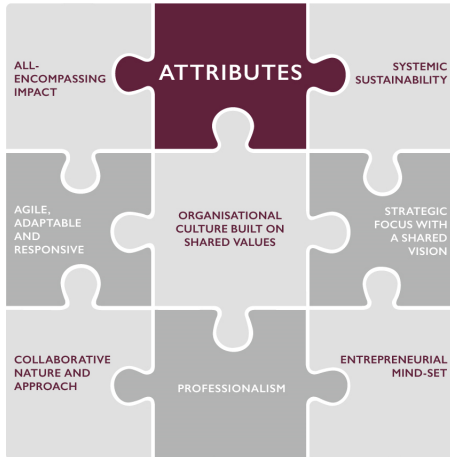 ALL-
ENCOMPASSING
IMPACT
ATTRIBUTES
SYSTEMIC
SUSTAINABILITY
AGILE,
ADAPTABLE
AND
RESPONSIVE
ORGANISATIONAL
CULTURE BUILT ON
SHARED VALUES
STRATEGIC
FOCUS WITH
A SHARED
VISION
COLLABORATIVE
NATURE AND
APPROACH
PROFESSIONALISM
ENTREPRENEURIAL
MIND-SET